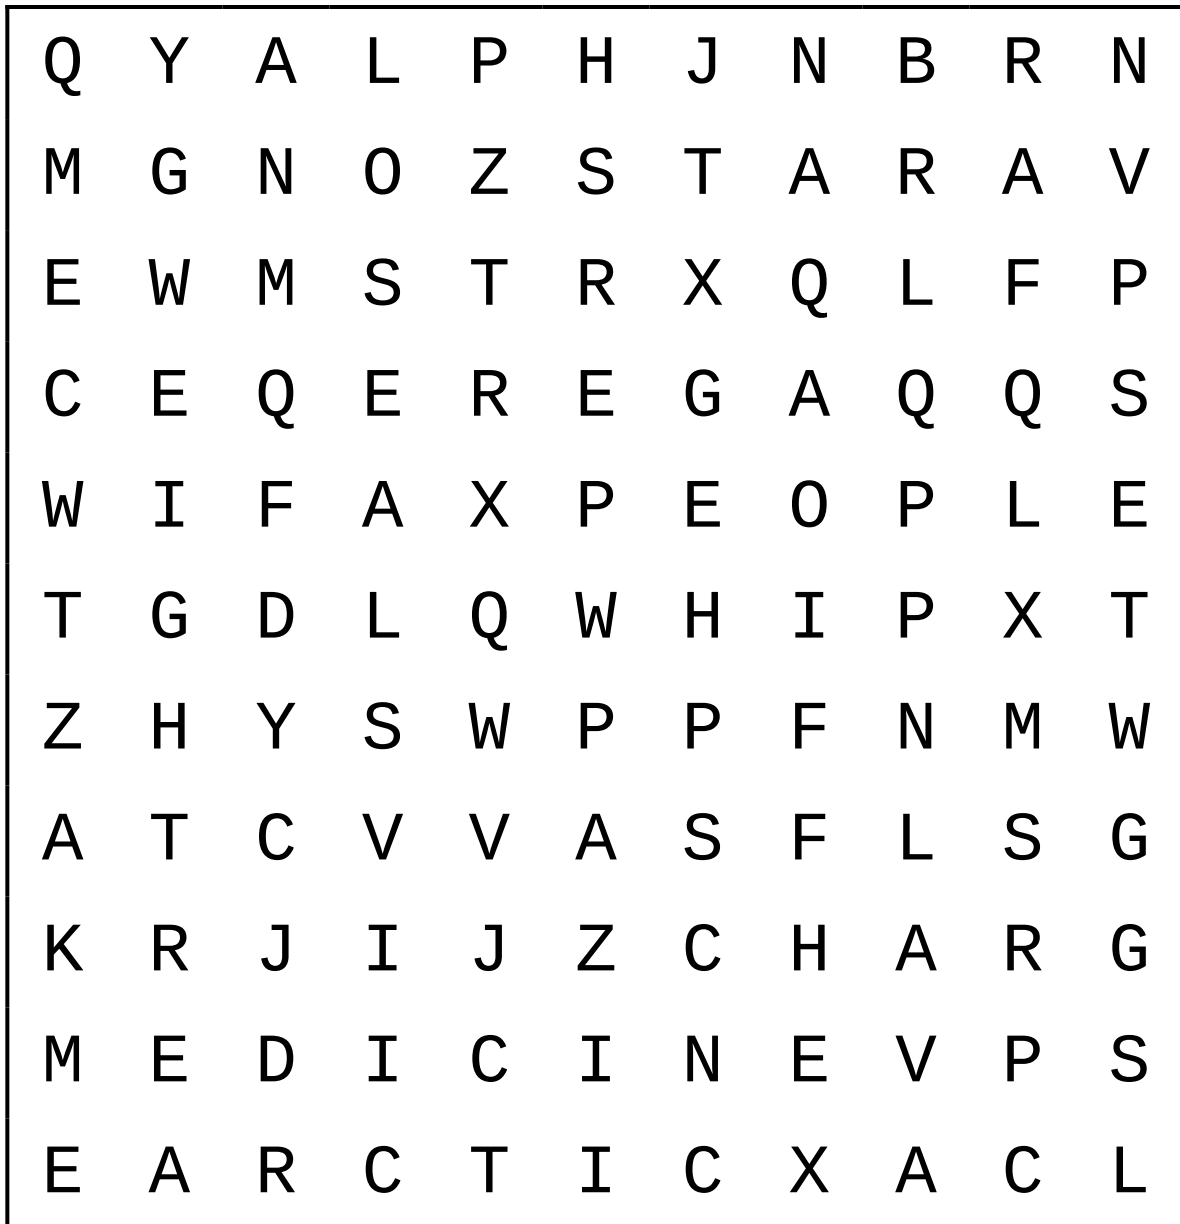 Q Y A L P H J N B R N
M G N O Z S T A R A V
E W M S T R X Q L F P
C E Q E R E G A Q Q S
W I F A X P E O P L E
T G D L Q W H I P X T
Z H Y S W P P F N M W
A T C V V A S F L S G
K R J I J Z C H A R G
M E D I C I N E V P S
E A R C T I C X A C L